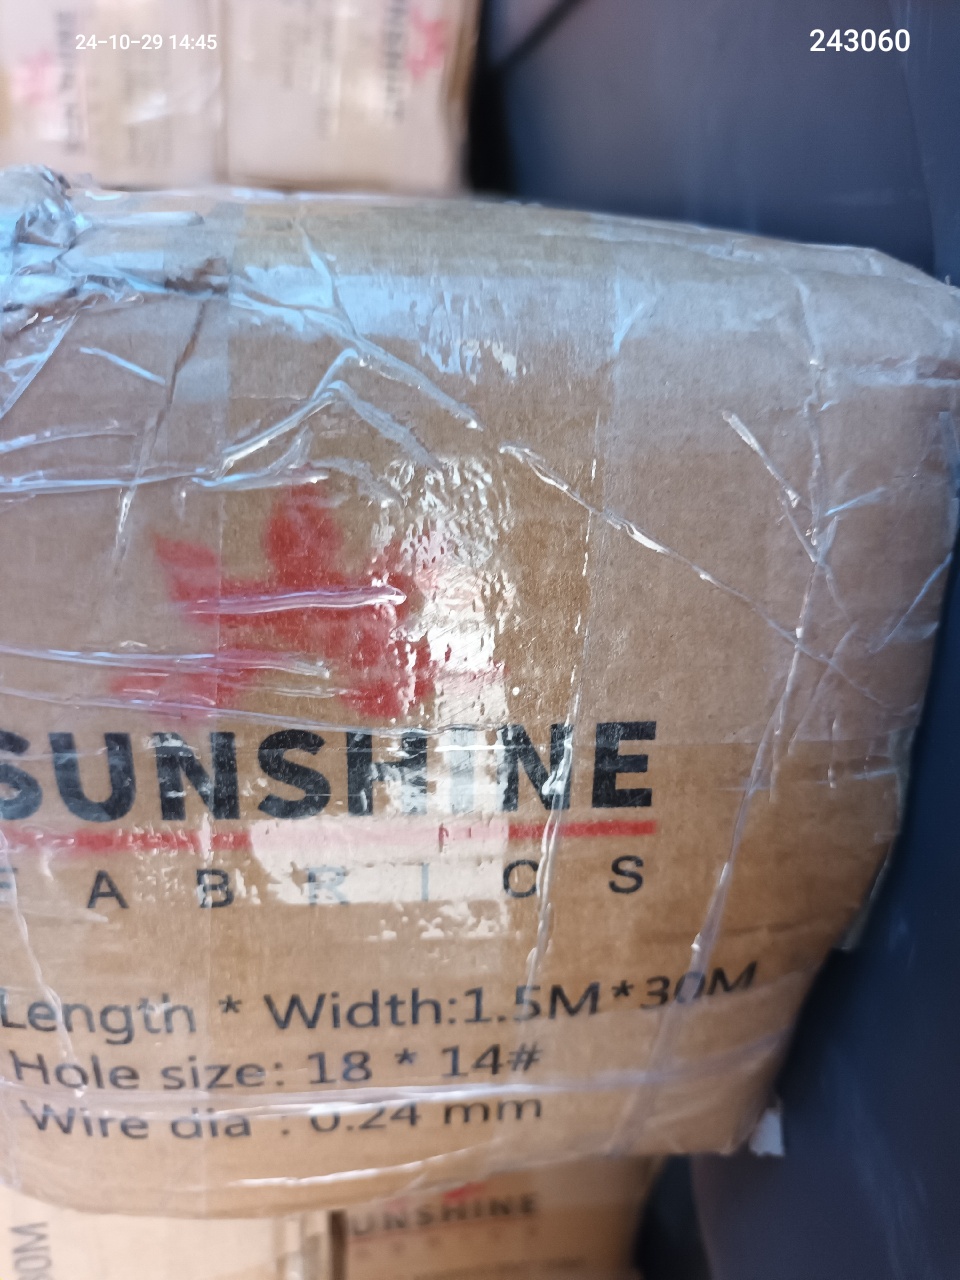 24-10-29 14:45
243060
SUNSHINE
FABRICS
Length * Width:1.5M*30M
Hole size: 18 * 14#
Wire dia : 0.24 mm
UNSHINE